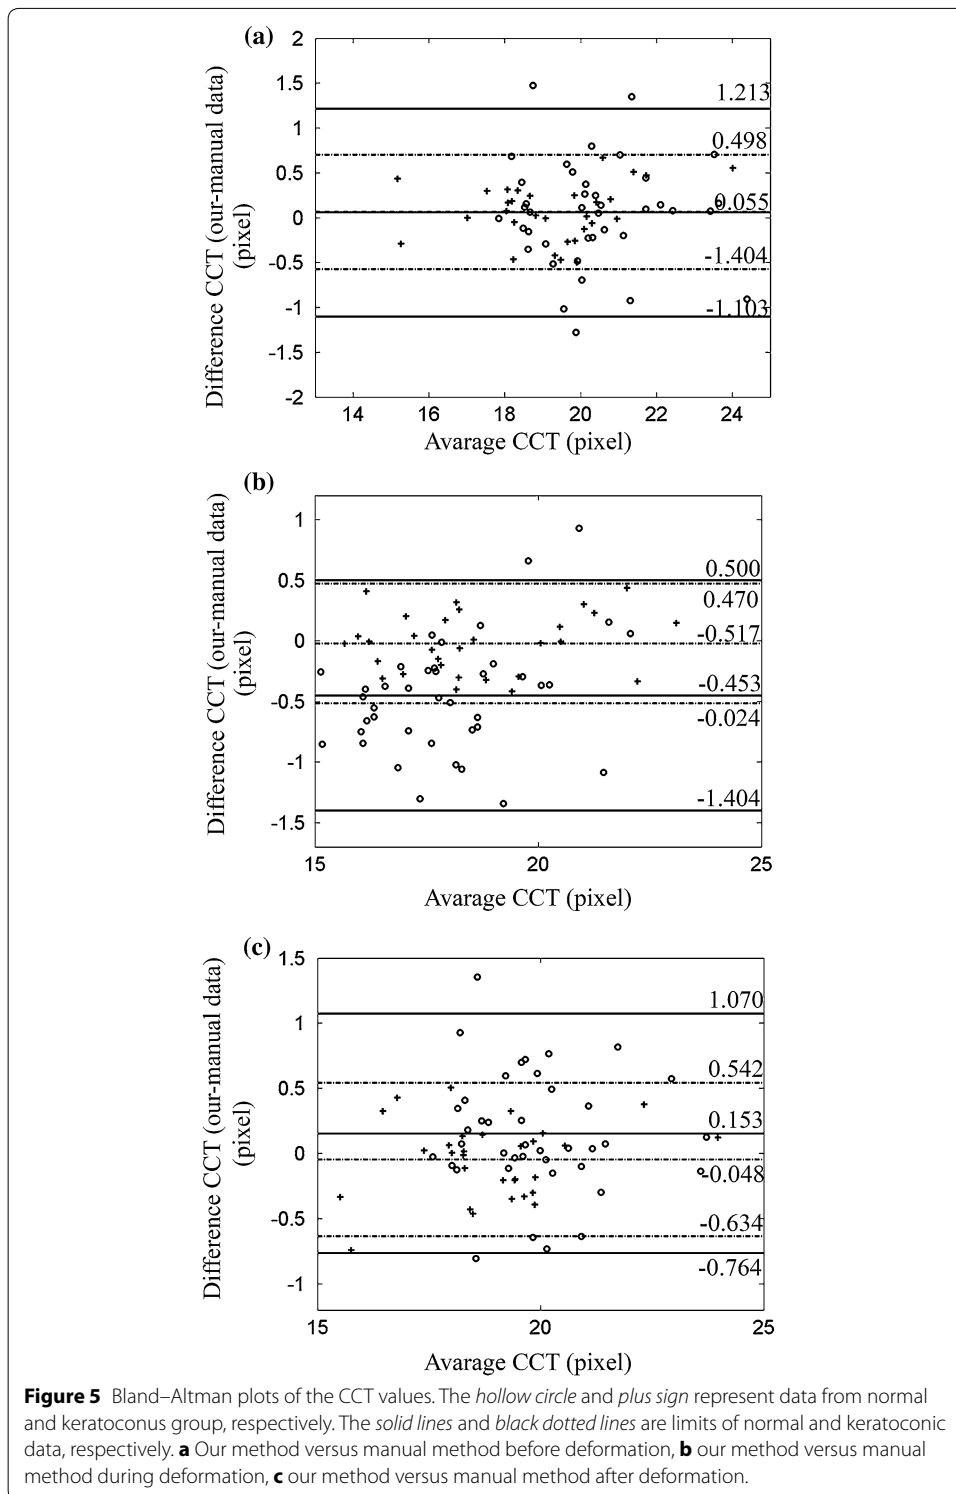 (a)
Difference CCT (our-manual data)
(pixel)
2
1.5
1
0.5
0
-0.5
-1
-1.5
-2
1.213
0.498
0.055
-1.404
-1.103
14 16 18 20 22 24
Avarage CCT (pixel)
(b)
Difference CCT (our-manual data)
(pixel)
1
0.5
0
-0.5
-1
-1.5
0.500
0.470
-0.517
-0.453
-0.024
-1.404
15 20 25
Avarage CCT (pixel)
(c)
Difference CCT (our-manual data)
(pixel)
1.5
1
0.5
0
-0.5
-1
1.070
0.542
0.153
-0.048
-0.634
-0.764
15 20 25
Avarage CCT (pixel)
Figure 5 Bland–Altman plots of the CCT values. The hollow circle and plus sign represent data from normal
and keratoconus group, respectively. The solid lines and black dotted lines are limits of normal and keratoconic
data, respectively. a Our method versus manual method before deformation, b our method versus manual
method during deformation, c our method versus manual method after deformation.